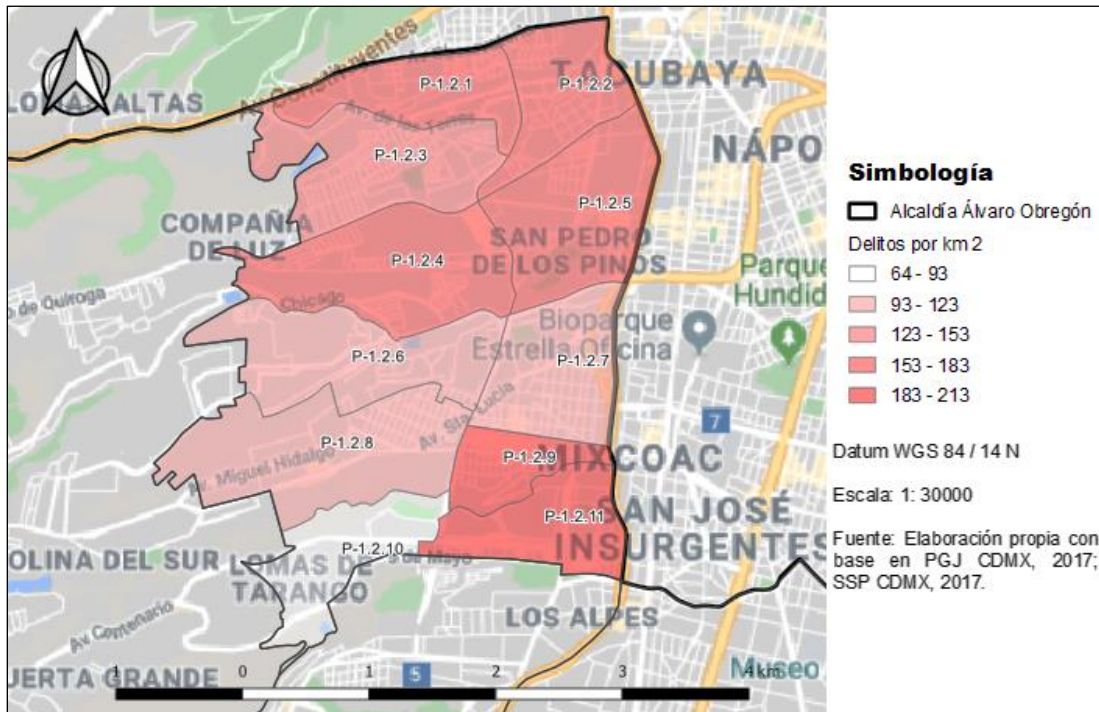 Av. Constituyentes
TACUBAYA
P-1.2.1
P-1.2.2
LOMAS ALTAS
Av. de las Torres
NÁPO
P-1.2.3
COMPAÑÍA
DE LUZ
P-1.2.5
SAN PEDRO
DE LOS PINOS
P-1.2.4
o de Quiroga
Chicago
Parque
Hundid
Bioparque
Estrella Oficina
P-1.2.6
P-1.2.7
Av. Sta. Lucía
7
P-1.2.8
Av. Miguel Hidalgo
P-1.2.9
MIXCOAC
SAN JOSÉ
INSURGENTES
P-1.2.11
P-1.2.10
5 de Mayo
OLINA DEL SUR
LOMAS DE
TARANGO
LOS ALPES
Av. Centenario
UERTA GRANDE
5
Museo
1 0 1 2 3 4 km
Simbología
Alcaldía Álvaro Obregón
Delitos por km 2
64 - 93
93 - 123
123 - 153
153 - 183
183 - 213
Datum WGS 84 / 14 N
Escala: 1: 30000
Fuente: Elaboración propia con
base en PGJ CDMX, 2017;
SSP CDMX, 2017.